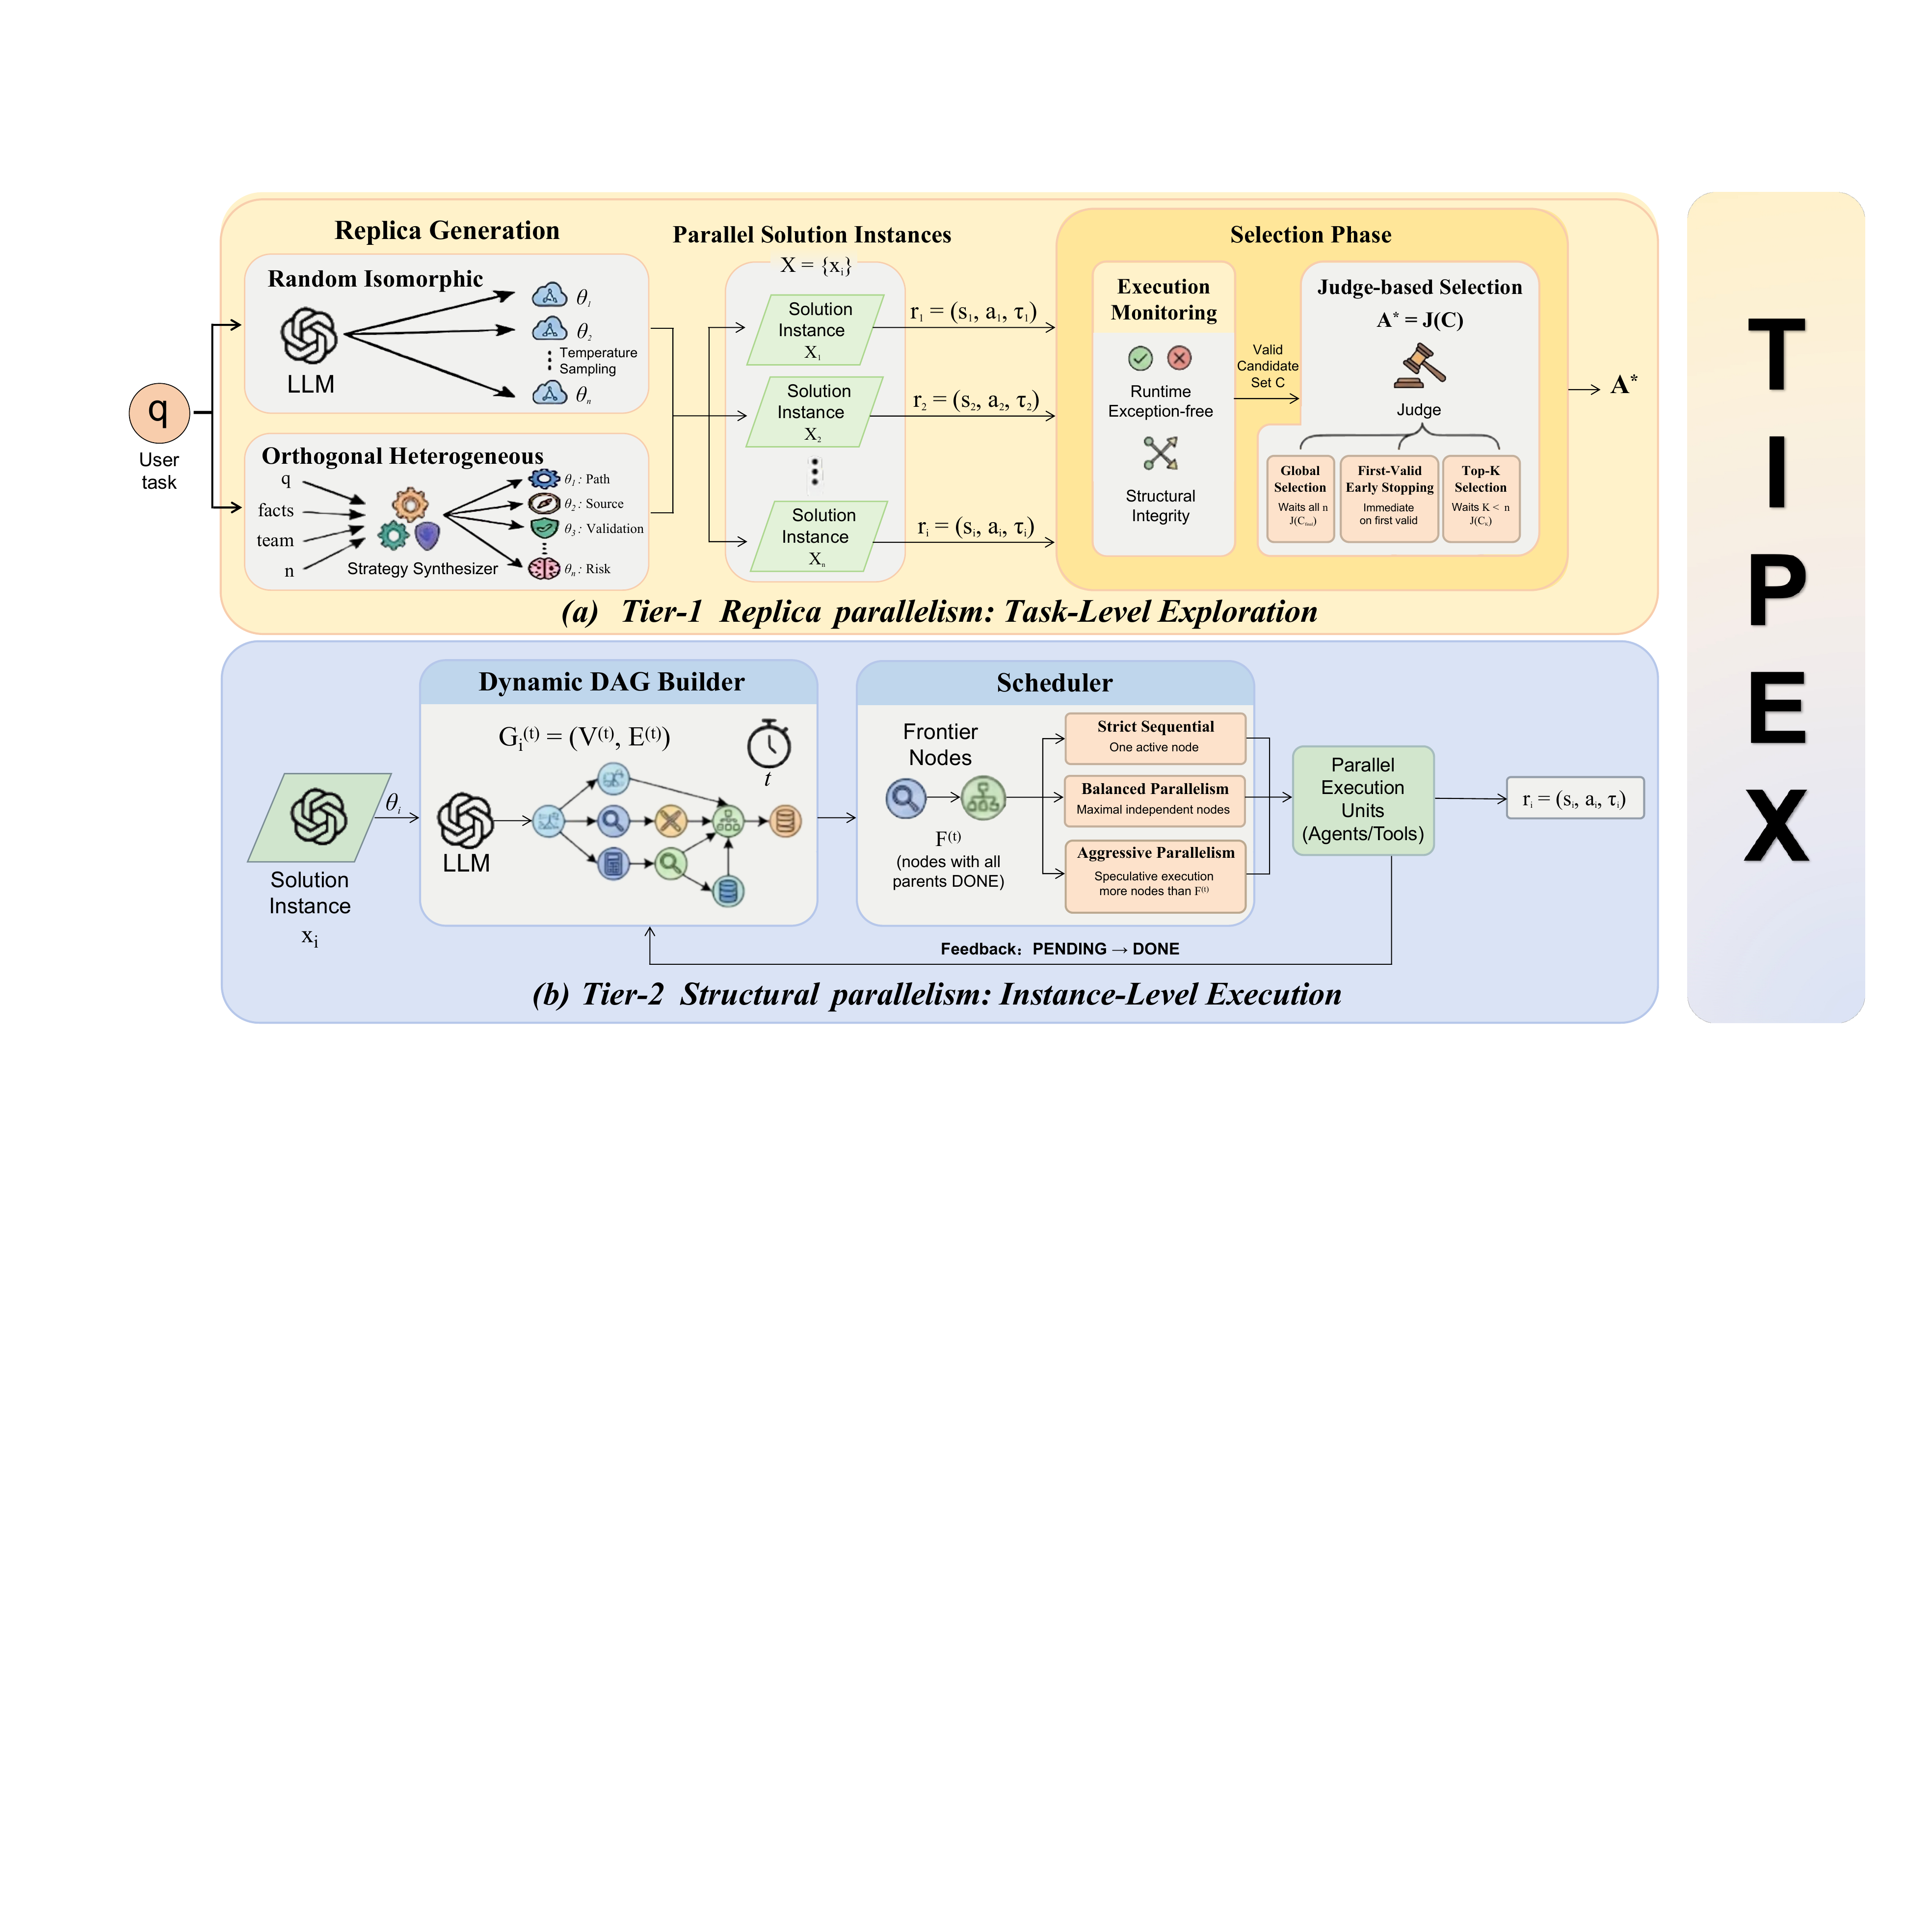 q
User
task
Replica Generation
Random Isomorphic
LLM
θ₁
θ₂
Temperature
Sampling
θₙ
Orthogonal Heterogeneous
q
facts
team
n
Strategy Synthesizer
θ₁ : Path
θ₂ : Source
θ₃ : Validation
θₙ : Risk
Parallel Solution Instances
X = {xᵢ}
Solution
Instance
X₁
Solution
Instance
X₂
Solution
Instance
Xₙ
r₁ = (s₁, a₁, τ₁)
r₂ = (s₂, a₂, τ₂)
rᵢ = (sᵢ, aᵢ, τᵢ)
Selection Phase
Execution
Monitoring
Runtime
Exception-free
Structural
Integrity
Valid
Candidate
Set C
Judge-based Selection
A* = J(C)
Judge
Global
Selection
Waits all n
J(C_final)
First-Valid
Early Stopping
Immediate
on first valid
Top-K
Selection
Waits K < n
J(C_K)
A*
(a) Tier-1 Replica parallelism: Task-Level Exploration
Solution
Instance
xᵢ
θᵢ
Dynamic DAG Builder
Gᵢ⁽ᵗ⁾ = (V⁽ᵗ⁾, E⁽ᵗ⁾)
t
LLM
Scheduler
Frontier
Nodes
F⁽ᵗ⁾
(nodes with all
parents DONE)
Strict Sequential
One active node
Balanced Parallelism
Maximal independent nodes
Aggressive Parallelism
Speculative execution
more nodes than F⁽ᵗ⁾
Parallel
Execution
Units
(Agents/Tools)
rᵢ = (sᵢ, aᵢ, τᵢ)
Feedback: PENDING → DONE
(b) Tier-2 Structural parallelism: Instance-Level Execution
T
I
P
E
X